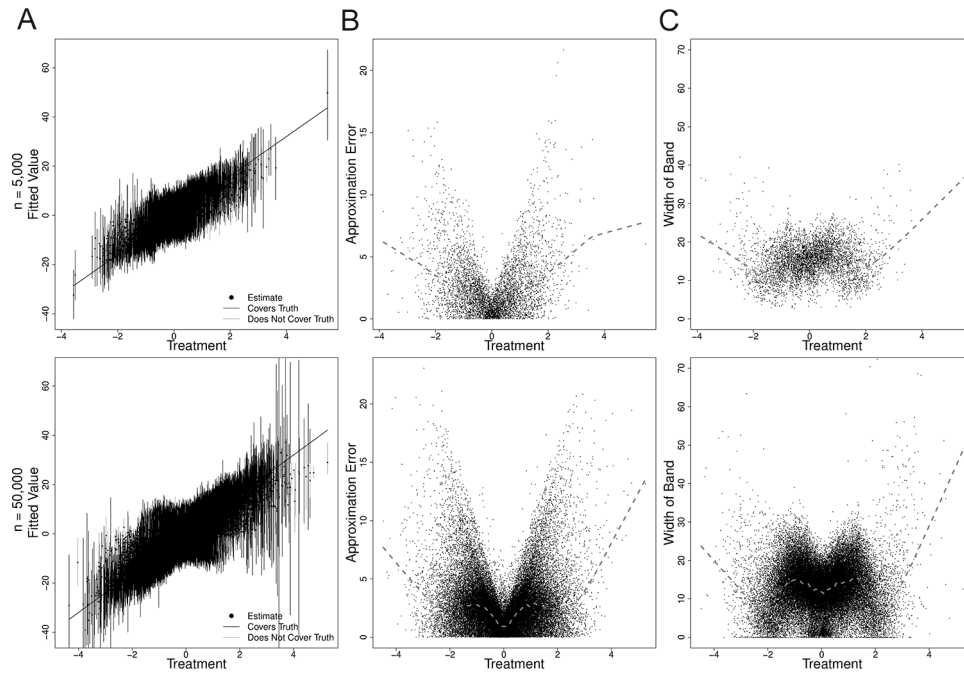 A
B
C
n = 5,000
Fitted Value
60
40
20
0
−20
−40
Estimate
Covers Truth
Does Not Cover Truth
−4 −2 0 2 4
Treatment
Approximation Error
20
15
10
5
0
−4 −2 0 2 4
Treatment
Width of Band
70
60
50
40
30
20
10
0
−4 −2 0 2 4
Treatment
n = 50,000
Fitted Value
60
40
20
0
−20
−40
Estimate
Covers Truth
Does Not Cover Truth
−4 −2 0 2 4
Treatment
Approximation Error
20
15
10
5
0
−4 −2 0 2 4
Treatment
Width of Band
70
60
50
40
30
20
10
0
−4 −2 0 2 4
Treatment